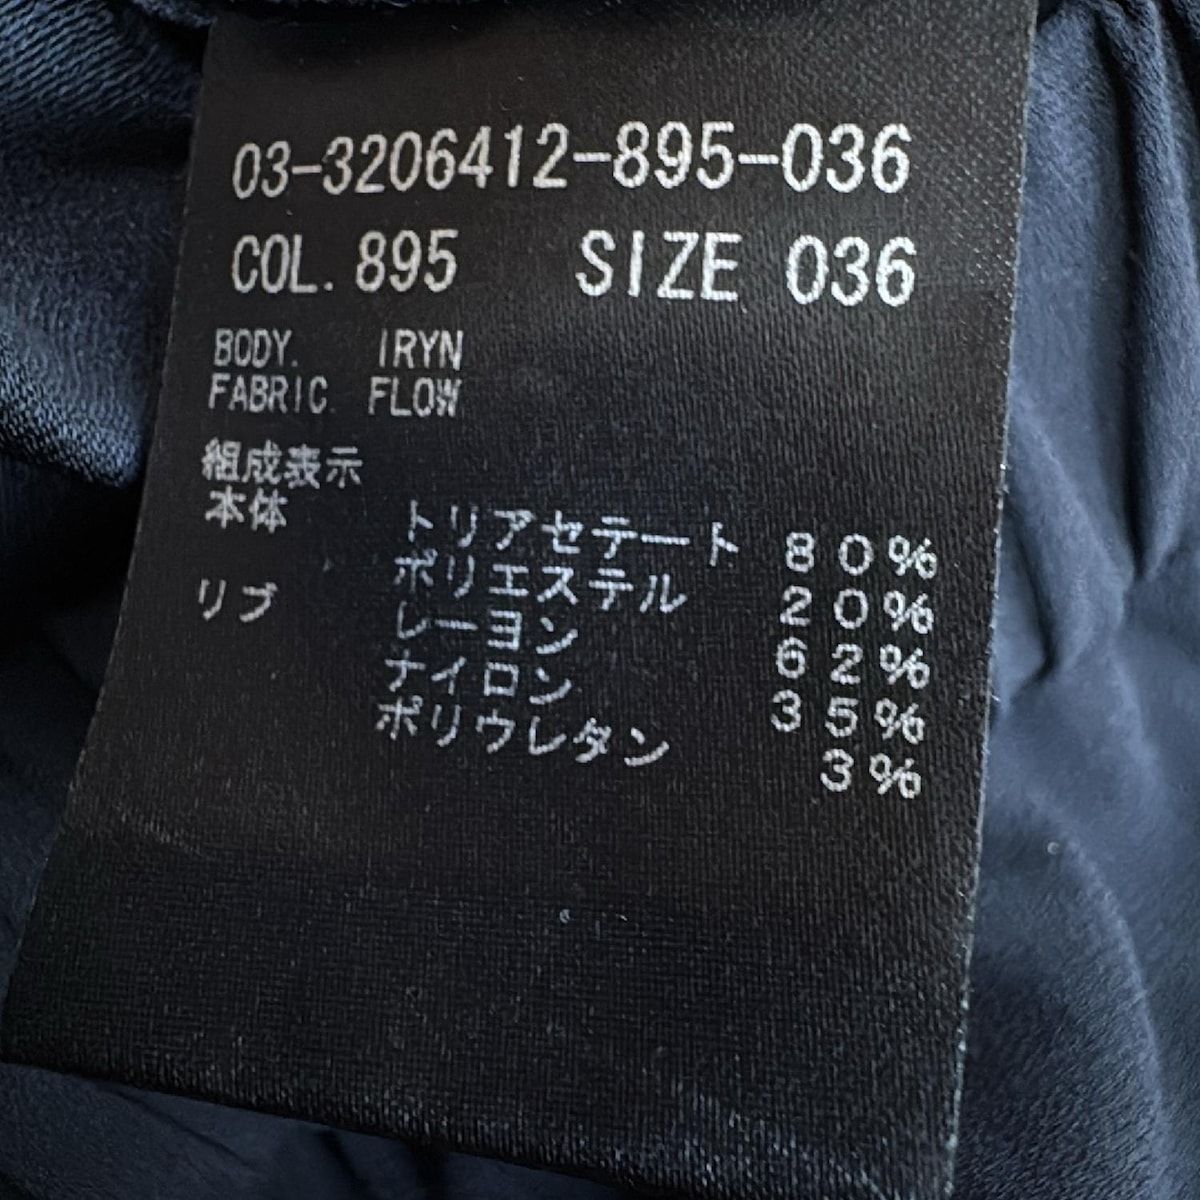 03-3206412-895-036
COL. 895 SIZE 036
BODY. IRYN
FABRIC FLOW
組成表示
本体 トリアセテート 80%
ポリエステル 20%
リブ レーヨン 62%
ナイロン 35%
ポリウレタン 3%